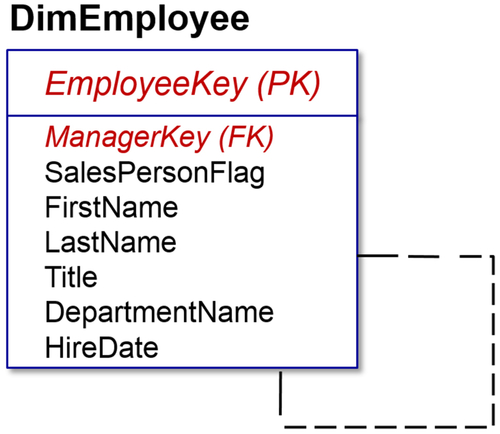 DimEmployee
EmployeeKey (PK)
ManagerKey (FK)
SalesPersonFlag
FirstName
LastName
Title
DepartmentName
HireDate